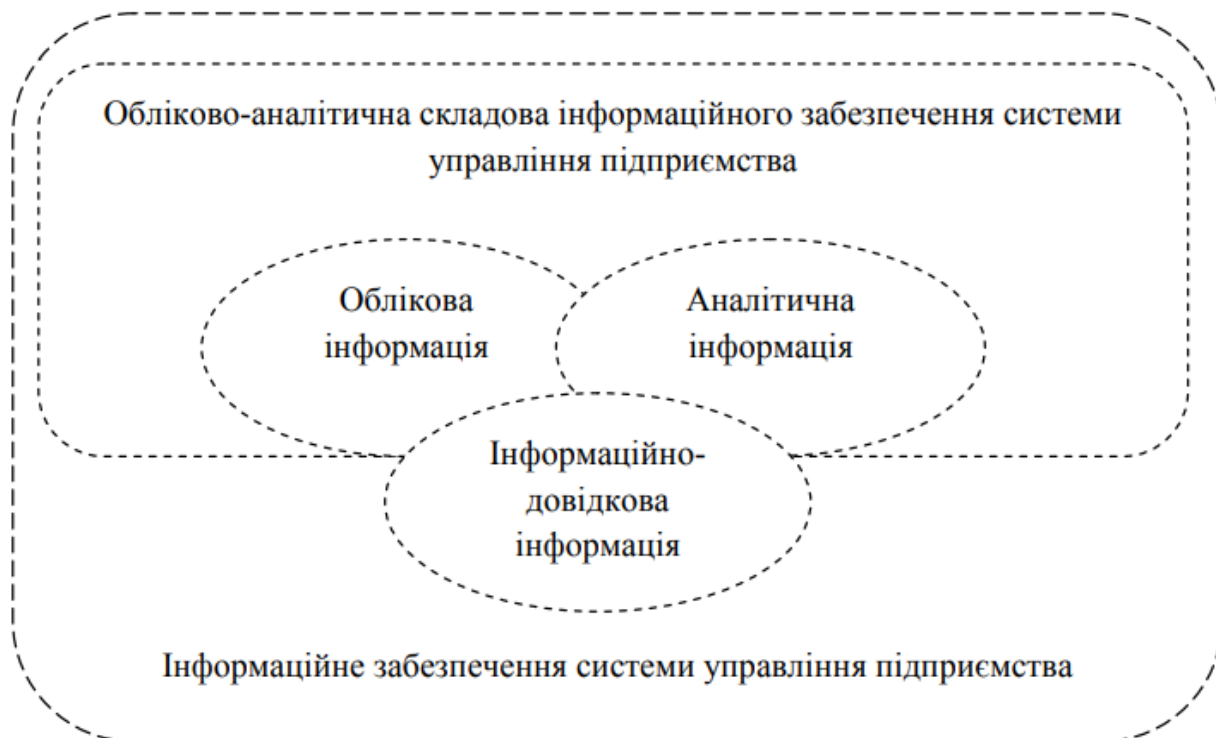 Обліково-аналітична складова інформаційного забезпечення системи
управління підприємства
Облікова
інформація
Аналітична
інформація
Інформаційно-
довідкова
інформація
Інформаційне забезпечення системи управління підприємства